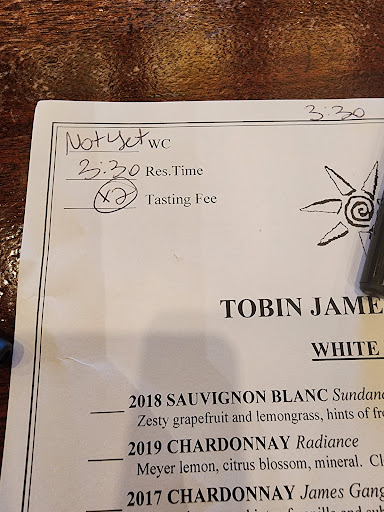 3:30
Not Yet WC
3:30 Res.Time
x2 Tasting Fee
TOBIN JAME
WHITE
2018 SAUVIGNON BLANC Sundan
Zesty grapefruit and lemongrass, hints of fr
2019 CHARDONNAY Radiance
Meyer lemon, citrus blossom, mineral. Cl
2017 CHARDONNAY James Gang